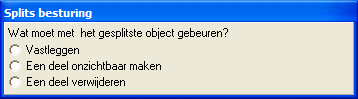 Splits besturing
Wat moet met  het gesplitste object gebeuren?
Vastleggen
Een deel onzichtbaar maken
Een deel verwijderen